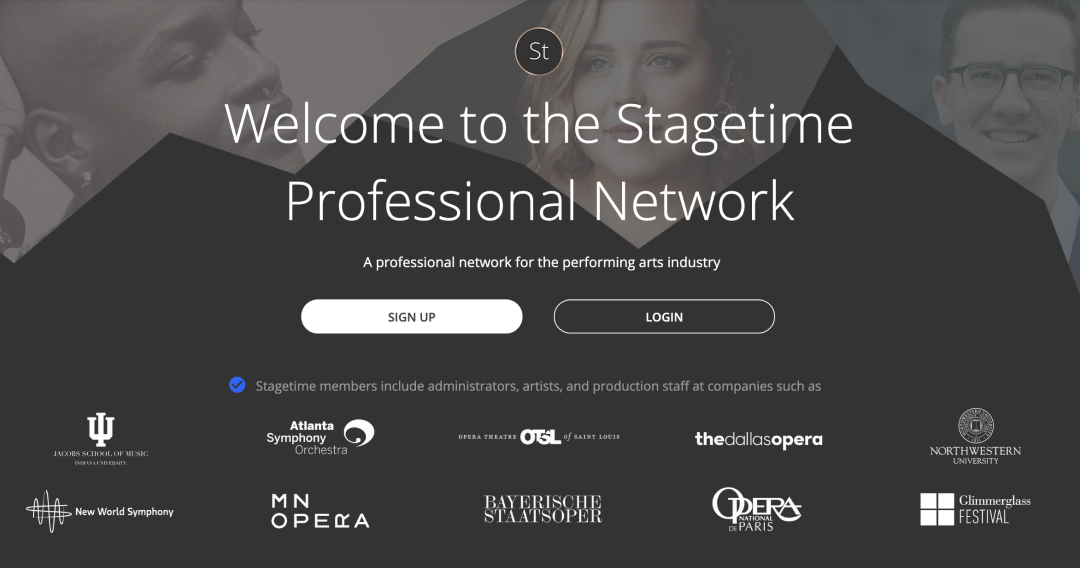 St
Welcome to the Stagetime
Professional Network
A professional network for the performing arts industry
SIGN UP
LOGIN
Stagetime members include administrators, artists, and production staff at companies such as
JACOBS SCHOOL OF MUSIC
INDIANA UNIVERSITY
Atlanta
Symphony
Orchestra
OPERA THEATRE OTSL of SAINT LOUIS
thedallasopera
NORTHWESTERN
UNIVERSITY
New World Symphony
MN
OPERA
BAYERISCHE
STAATSOPER
OPERA
NATIONAL
DE PARIS
Glimmerglass
FESTIVAL